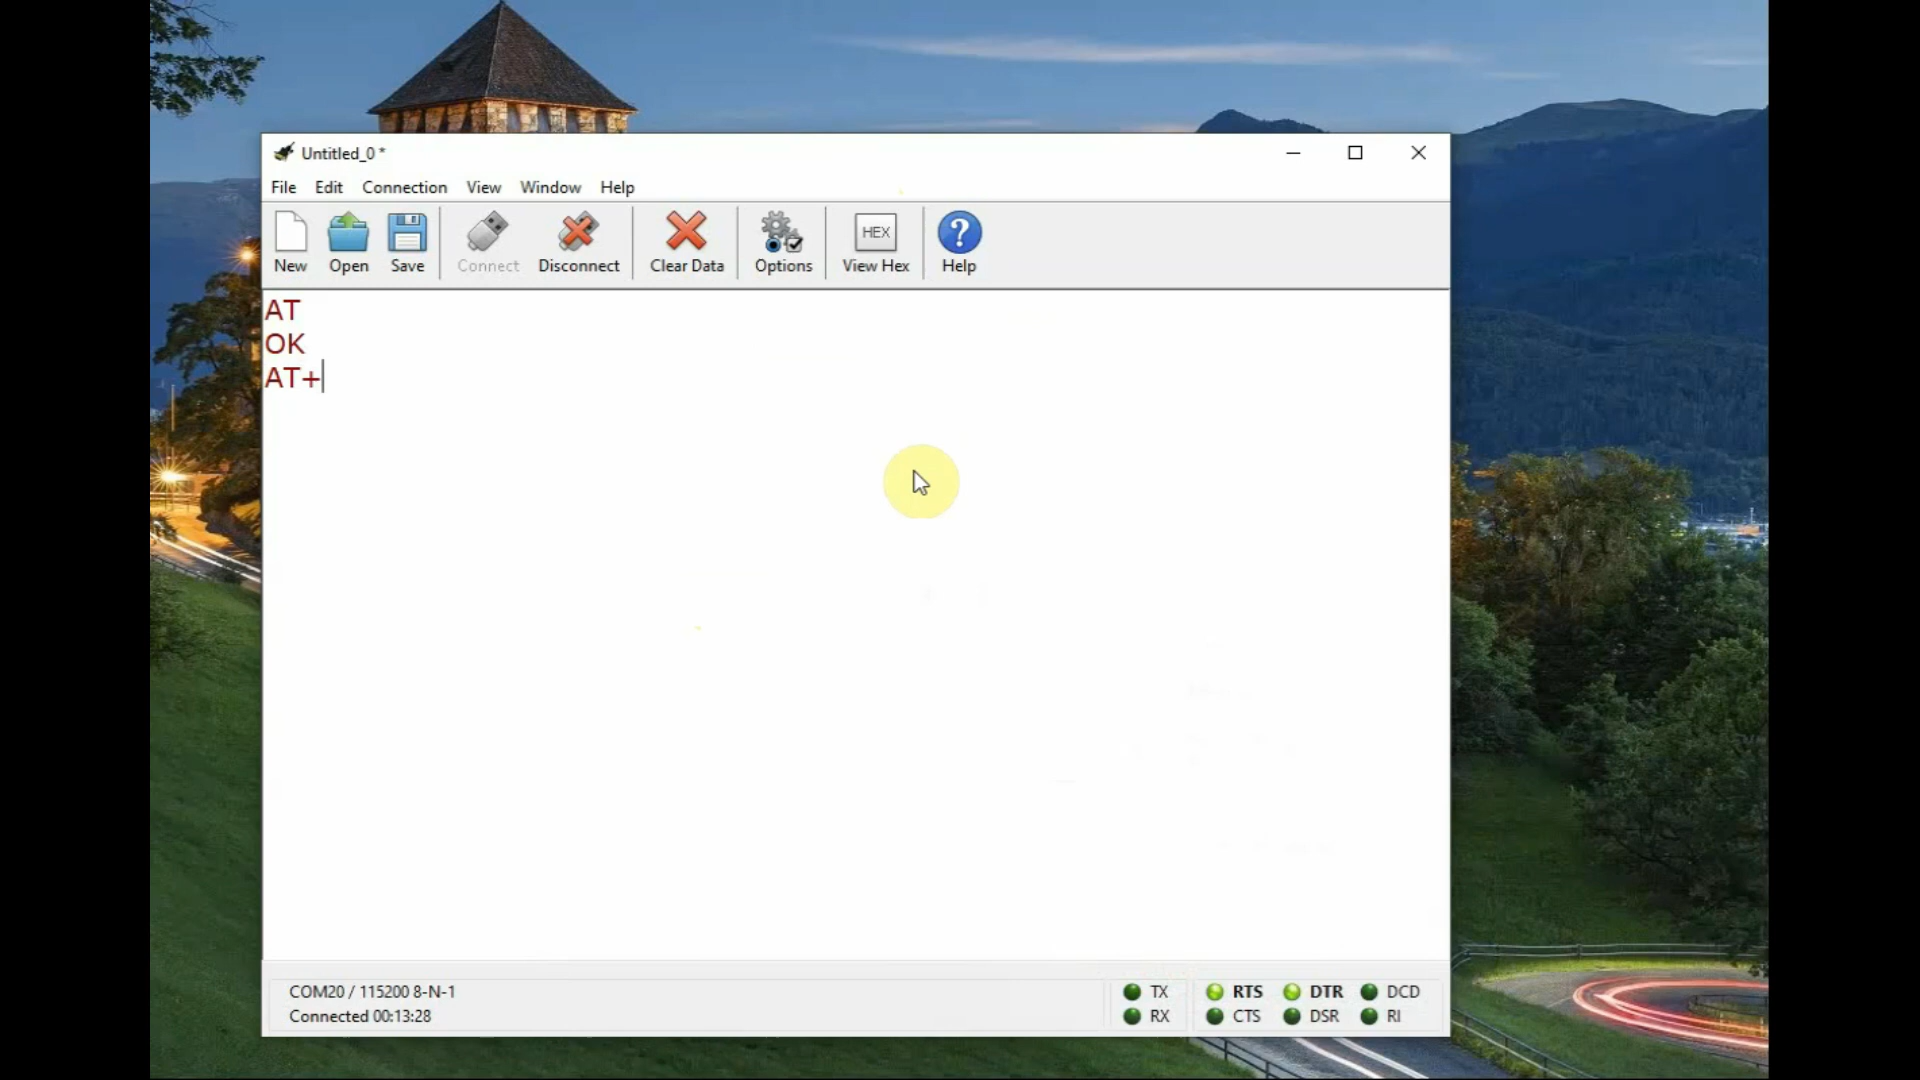 Untitled_0 *
File Edit Connection View Window Help
HEX ?
New Open Save Connect Disconnect Clear Data Options View Hex Help
AT
OK
AT+
COM20 / 115200 8-N-1 TX RTS DTR DCD
Connected 00:13:28 RX CTS DSR RI